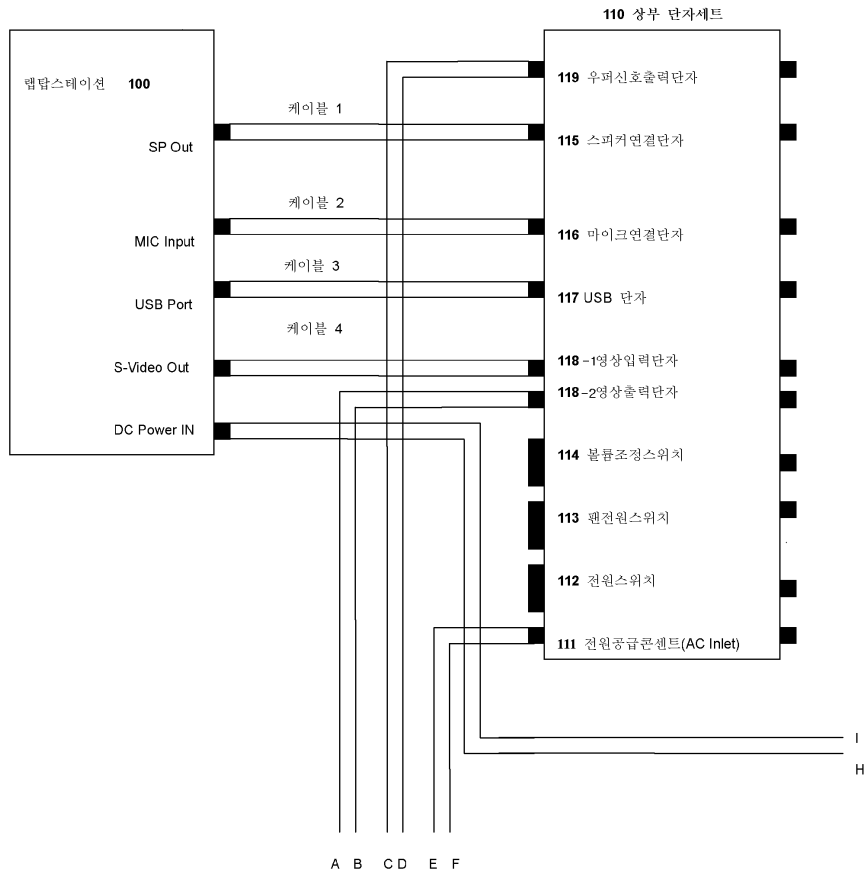 110 상부 단자세트
랩탑스테이션 100
119 우퍼신호출력단자
케이블 1
SP Out
115 스피커연결단자
케이블 2
MIC Input
116 마이크연결단자
케이블 3
USB Port
117 USB 단자
케이블 4
S-Video Out
118-1영상입력단자
118-2영상출력단자
DC Power IN
114 볼륨조정스위치
113 팬전원스위치
112 전원스위치
111 전원공급콘센트(AC Inlet)
I
H
A B C D E F